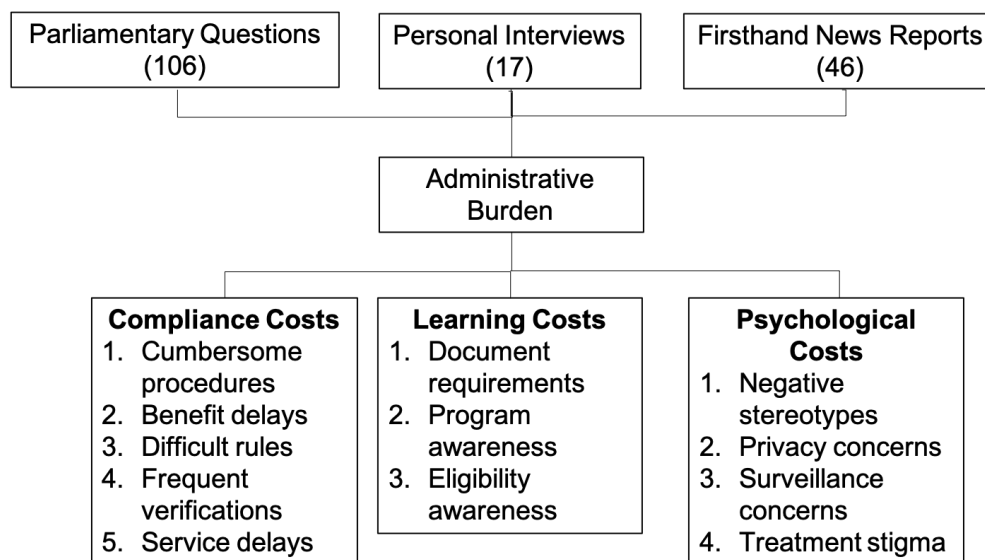 Parliamentary Questions
(106)
Personal Interviews
(17)
Firsthand News Reports
(46)
Administrative
Burden
Compliance Costs
1. Cumbersome
procedures
2. Benefit delays
3. Difficult rules
4. Frequent
verifications
5. Service delays
Learning Costs
1. Document
requirements
2. Program
awareness
3. Eligibility
awareness
Psychological
Costs
1. Negative
stereotypes
2. Privacy concerns
3. Surveillance
concerns
4. Treatment stigma